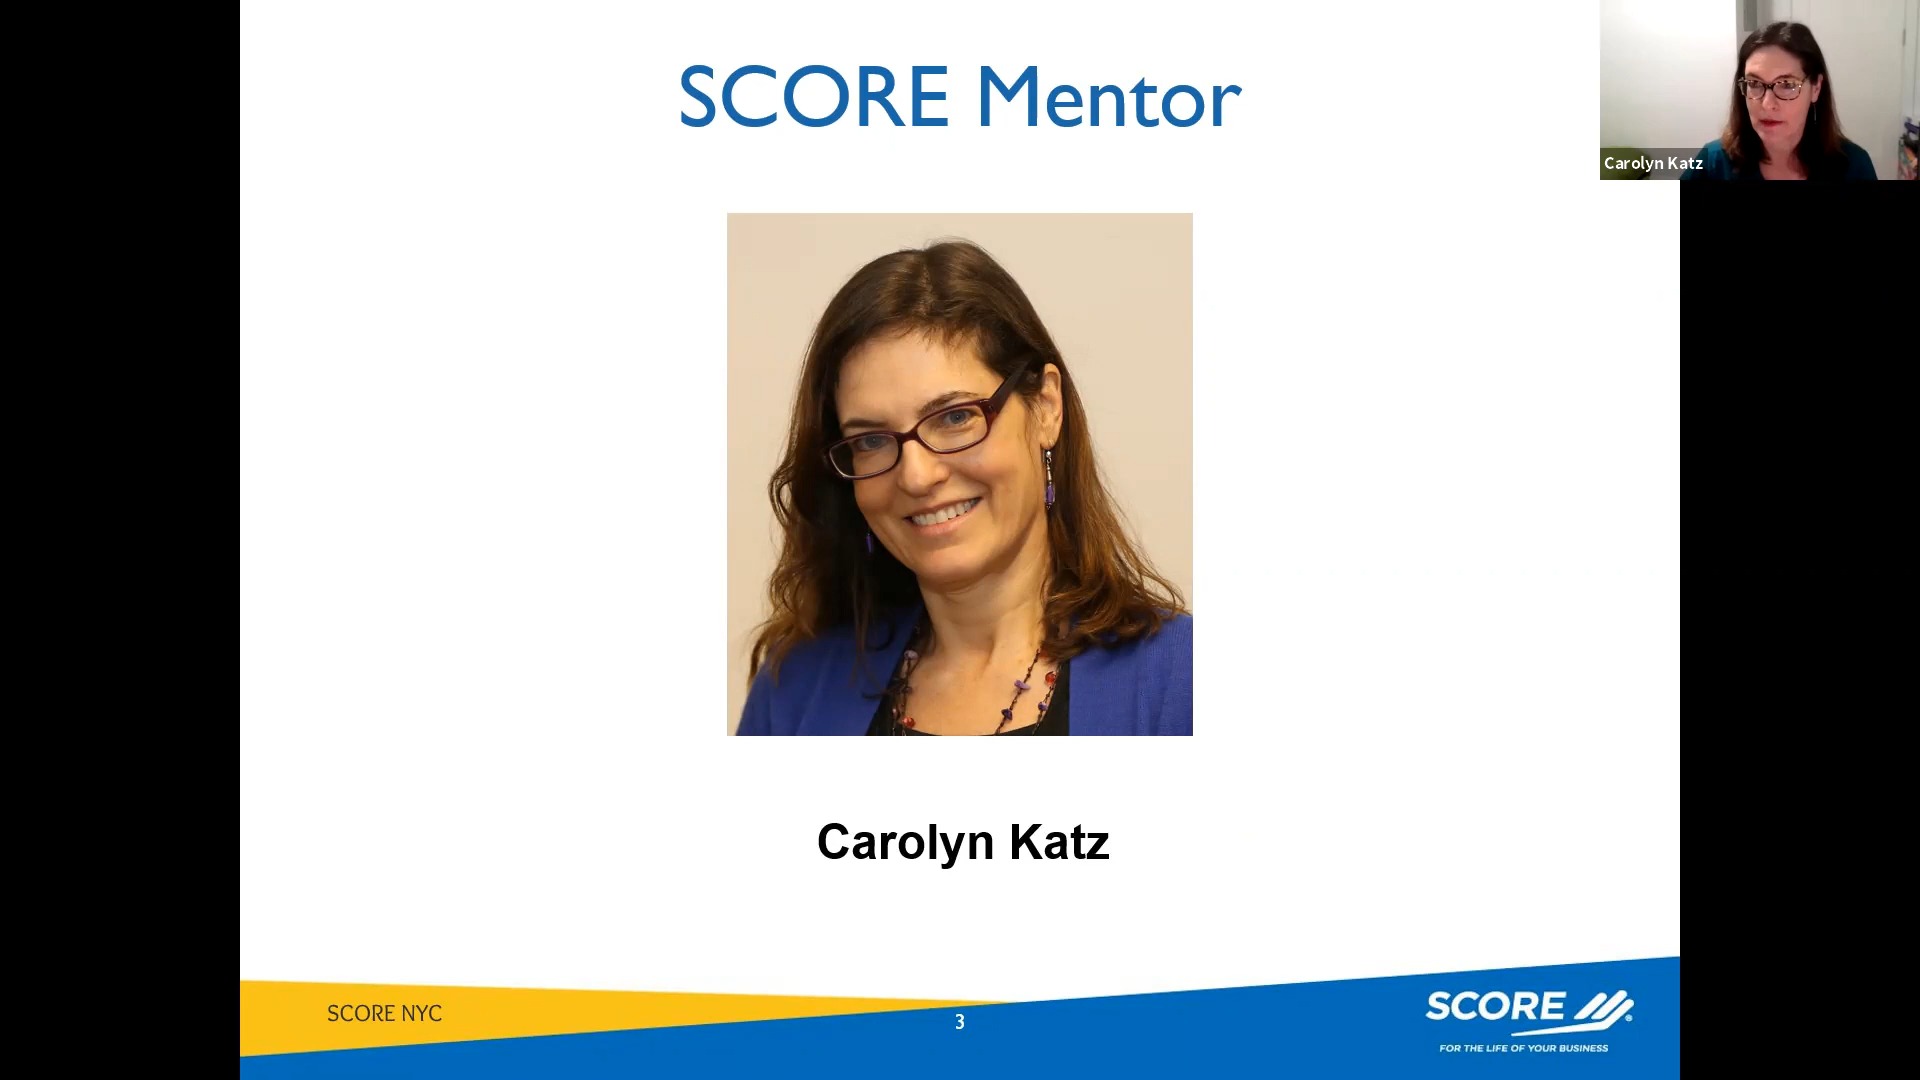 SCORE Mentor
Carolyn Katz
Carolyn Katz
SCORE NYC
3
SCORE
FOR THE LIFE OF YOUR BUSINESS